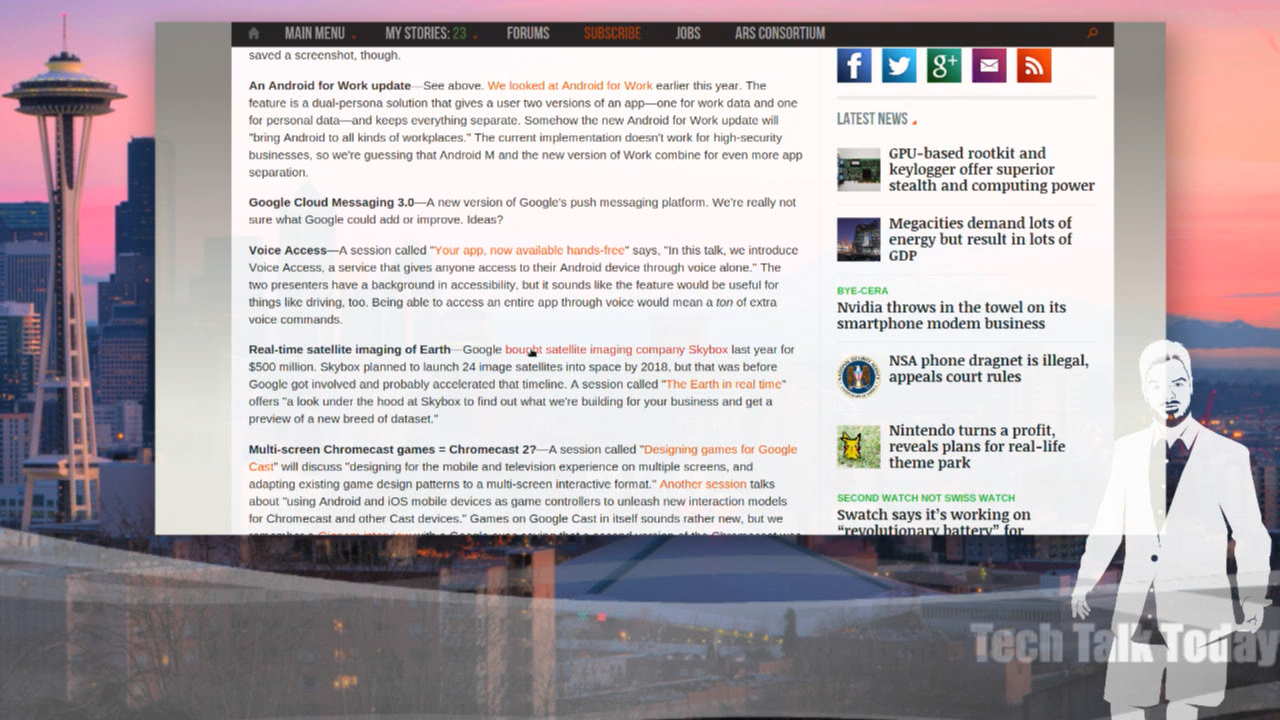 MAIN MENU
MY STORIES: 23
FORUMS
SUBSCRIBE
JOBS
ARS CONSORTIUM
saved a screenshot, though.
An Android for Work update—See above. We looked at Android for Work earlier this year. The
feature is a dual-persona solution that gives a user two versions of an app—one for work data and one
for personal data—and keeps everything separate. Somehow the new Android for Work update will
"bring Android to all kinds of workplaces." The current implementation doesn't work for high-security
businesses, so we're guessing that Android M and the new version of Work combine for even more app
separation.
Google Cloud Messaging 3.0—A new version of Google's push messaging platform. We're really not
sure what Google could add or improve. Ideas?
Voice Access—A session called "Your app, now available hands-free" says, "In this talk, we introduce
Voice Access, a service that gives anyone access to their Android device through voice alone." The
two presenters have a background in accessibility, but it sounds like the feature would be useful for
things like driving, too. Being able to access an entire app through voice would mean a ton of extra
voice commands.
Real-time satellite imaging of Earth—Google bought satellite imaging company Skybox last year for
$500 million. Skybox planned to launch 24 image satellites into space by 2018, but that was before
Google got involved and probably accelerated that timeline. A session called "The Earth in real time"
offers "a look under the hood at Skybox to find out what we're building for your business and get a
preview of a new breed of dataset."
Multi-screen Chromecast games = Chromecast 2?—A session called "Designing games for Google
Cast" will discuss "designing for the mobile and television experience on multiple screens, and
adapting existing game design patterns to a multi-screen interactive format." Another session talks
about "using Android and iOS mobile devices as game controllers to unleash new interaction models
for Chromecast and other Cast devices." Games on Google Cast in itself sounds rather new, but we
f
g+
LATEST NEWS
GPU-based rootkit and
keylogger offer superior
stealth and computing power
Megacities demand lots of
energy but result in lots of
GDP
BYE-CERA
Nvidia throws in the towel on its
smartphone modem business
NSA phone dragnet is illegal,
appeals court rules
Nintendo turns a profit,
reveals plans for real-life
theme park
SECOND WATCH NOT SWISS WATCH
Swatch says it's working on
"revolutionary battery" for
Tech Talk Today